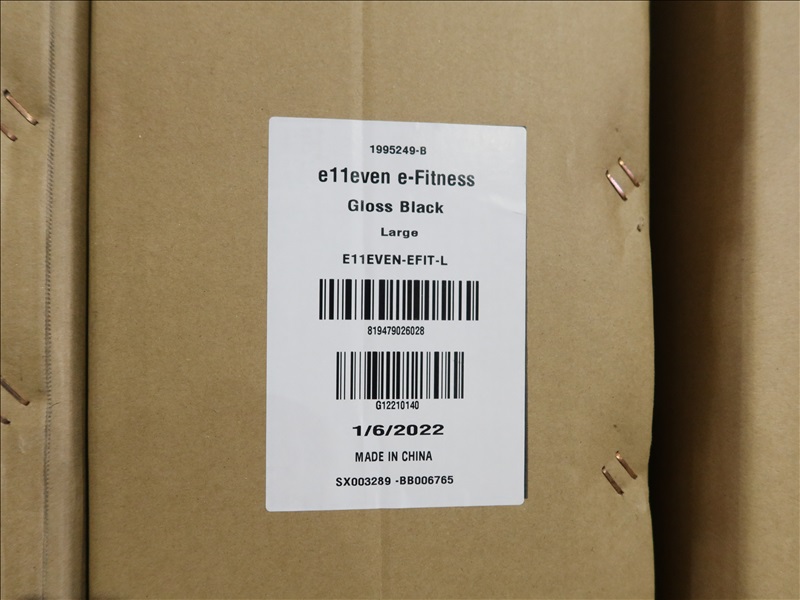 1995249-B
e11even e-Fitness
Gloss Black
Large
E11EVEN-EFIT-L
819479026028
G12210140
1/6/2022
MADE IN CHINA
SX003289 -BB006765